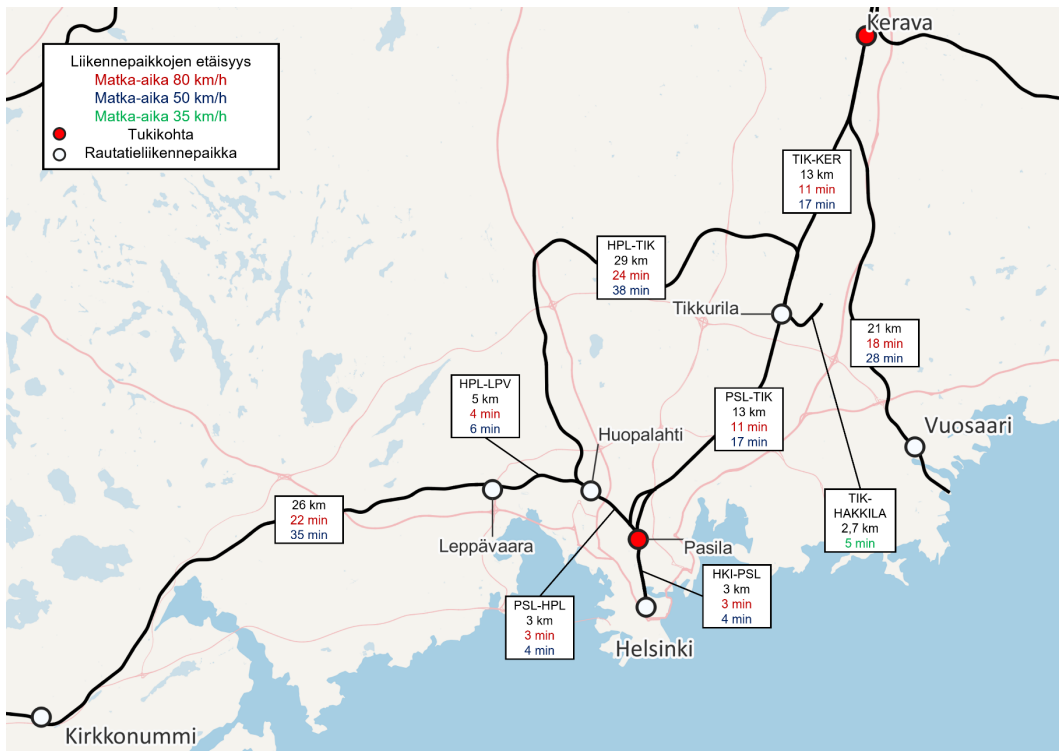 Kerava
Liikennepaikkojen etäisyys
Matka-aika 80 km/h
Matka-aika 50 km/h
Matka-aika 35 km/h
Tukikohta
Rautatieliikennepaikka
TIK-KER
13 km
11 min
17 min
HPL-TIK
29 km
24 min
38 min
Tikkurila
21 km
18 min
28 min
HPL-LPV
5 km
4 min
6 min
PSL-TIK
13 km
11 min
17 min
Huopalahti
Vuosaari
26 km
22 min
35 min
TIK-
HAKKILA
2,7 km
5 min
Leppävaara
Pasila
HKI-PSL
3 km
3 min
4 min
PSL-HPL
3 km
3 min
4 min
Helsinki
Kirkkonummi